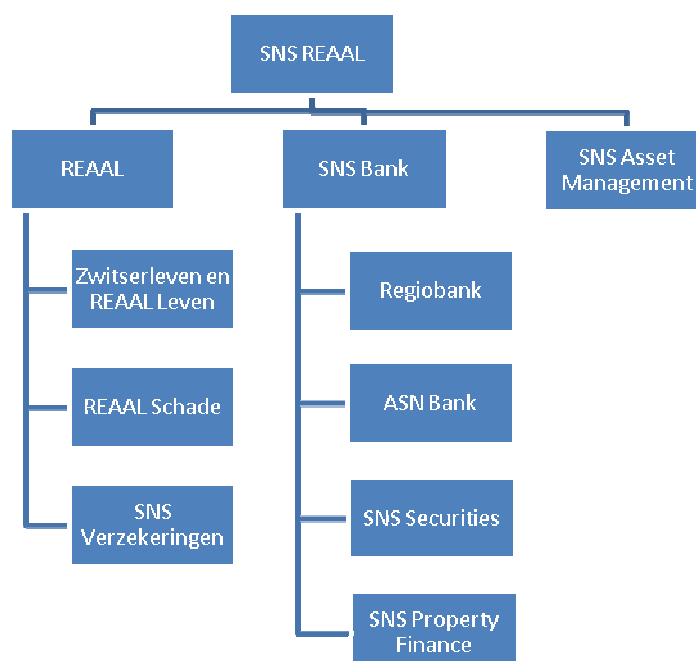 SNS REAAL
REAAL
SNS Bank
SNS Asset
Management
Zwitserleven en
REAAL Leven
REAAL Schade
SNS
Verzekeringen
Regiobank
ASN Bank
SNS Securities
SNS Property
Finance